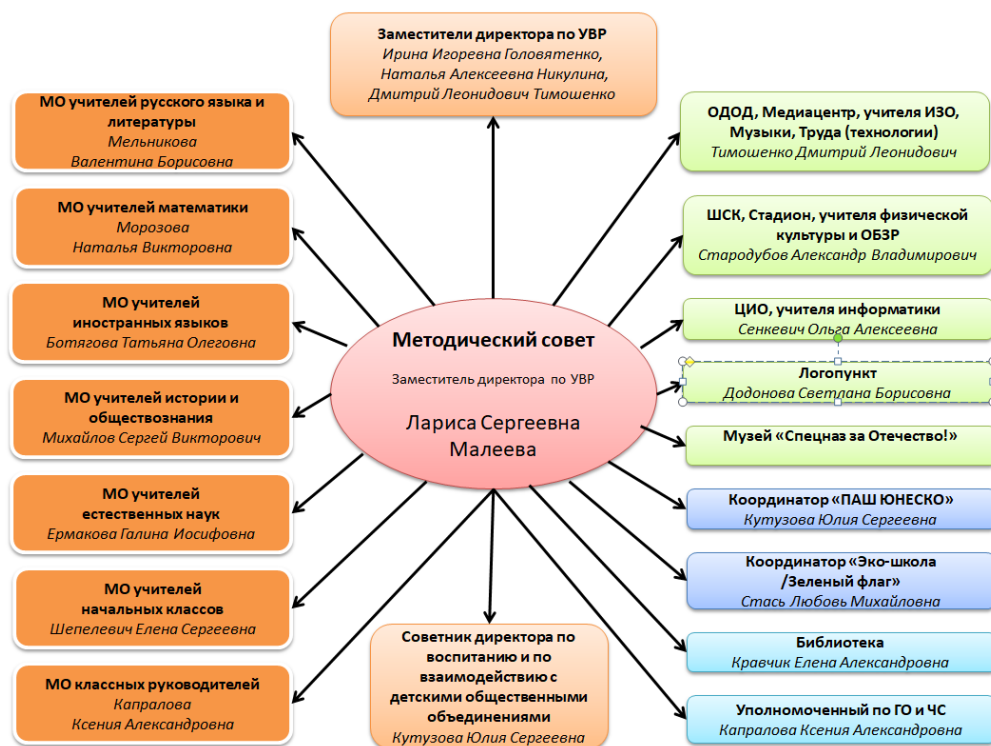 Заместители директора по УВР
Ирина Игоревна Головятенко,
Наталья Алексеевна Никулина,
Дмитрий Леонидович Тимошенко
МО учителей русского языка и
литературы
Мельникова
Валентина Борисовна
МО учителей математики
Морозова
Наталья Викторовна
МО учителей
иностранных языков
Ботягова Татьяна Олеговна
МО учителей истории и
обществознания
Михайлов Сергей Викторович
МО учителей
естественных наук
Ермакова Галина Иосифовна
МО учителей
начальных классов
Шепелевич Елена Сергеевна
МО классных руководителей
Капралова
Ксения Александровна
Методический совет
Заместитель директора по УВР
Лариса Сергеевна
Малеева
Советник директора по
воспитанию и по
взаимодействию с
детскими общественными
объединениями
Кутузова Юлия Сергеевна
ОДОД, Медиацентр, учителя ИЗО,
Музыки, Труда (технологии)
Тимошенко Дмитрий Леонидович
ШСК, Стадион, учителя физической
культуры и ОБЗР
Стародубов Александр Владимирович
ЦИО, учителя информатики
Сенкевич Ольга Алексеевна
Логопункт
Додонова Светлана Борисовна
Музей «Спецназ за Отечество!»
Координатор «ПАШ ЮНЕСКО»
Кутузова Юлия Сергеевна
Координатор «Эко-школа
/Зеленый флаг»
Стась Любовь Михайловна
Библиотека
Кравчик Елена Александровна
Уполномоченный по ГО и ЧС
Капралова Ксения Александровна